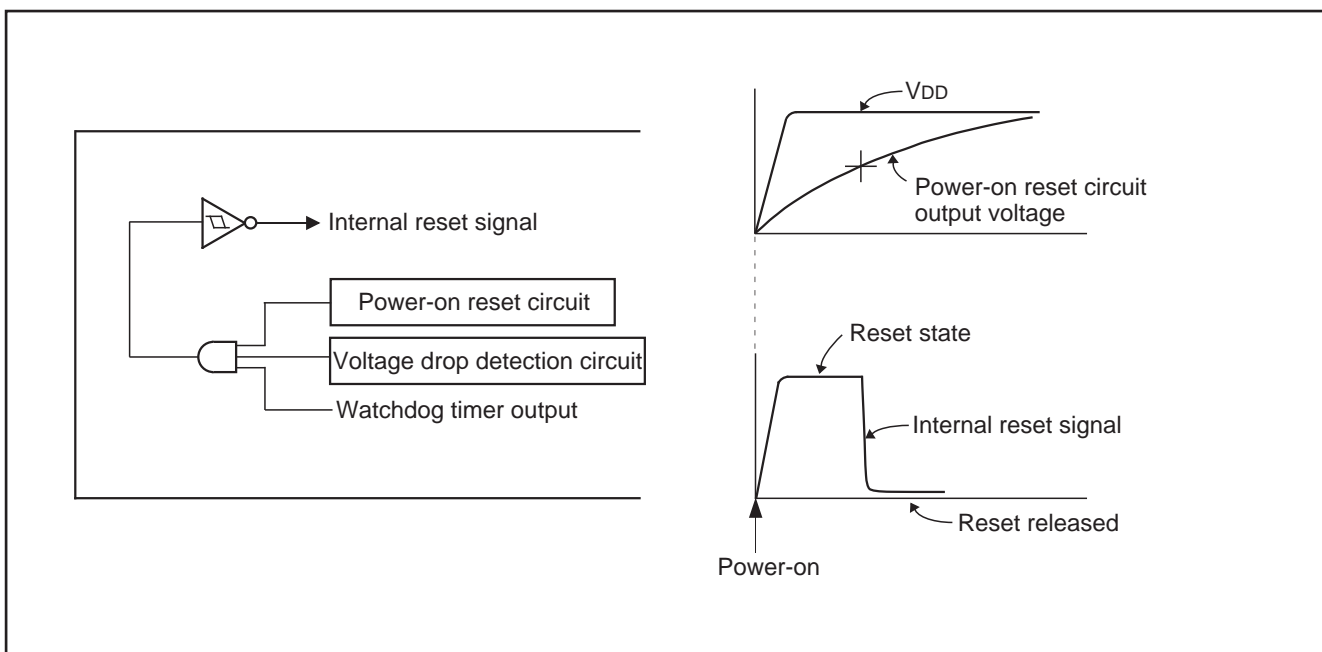 Internal reset signal
Power-on reset circuit
Voltage drop detection circuit
Watchdog timer output
VDD
Power-on reset circuit
output voltage
Reset state
Internal reset signal
Reset released
Power-on